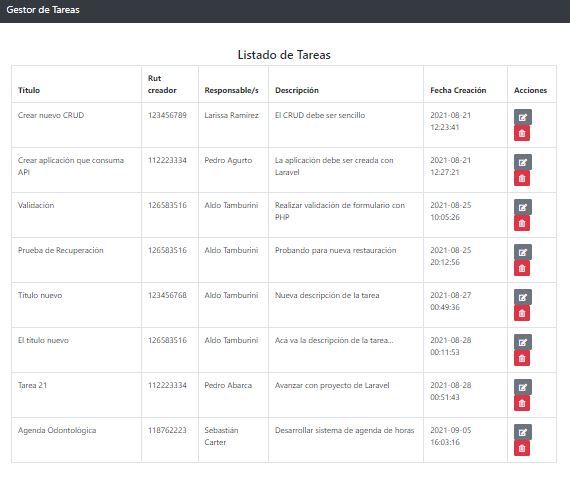 Gestor de Tareas
Listado de Tareas
Título Rut creador Responsable/s Descripción Fecha Creación Acciones
Crear nuevo CRUD 123456789 Larissa Ramírez El CRUD debe ser sencillo 2021-08-21 12:23:41
Crear aplicación que consuma API 112223334 Pedro Agurto La aplicación debe ser creada con Laravel 2021-08-21 12:27:21
Validación 126583516 Aldo Tamburini Realizar validación de formulario con PHP 2021-08-25 10:05:26
Prueba de Recuperación 126583516 Aldo Tamburini Probando para nueva restauración 2021-08-25 20:12:56
Título nuevo 123456768 Aldo Tamburini Nueva descripción de la tarea 2021-08-27 00:49:36
El título nuevo 126583516 Aldo Tamburini Acá va la descripción de la tarea... 2021-08-28 00:11:53
Tarea 21 112223334 Pedro Abarca Avanzar con proyecto de Laravel 2021-08-28 00:51:43
Agenda Odontológica 118762223 Sebastián Carter Desarrollar sistema de agenda de horas 2021-09-05 16:03:16